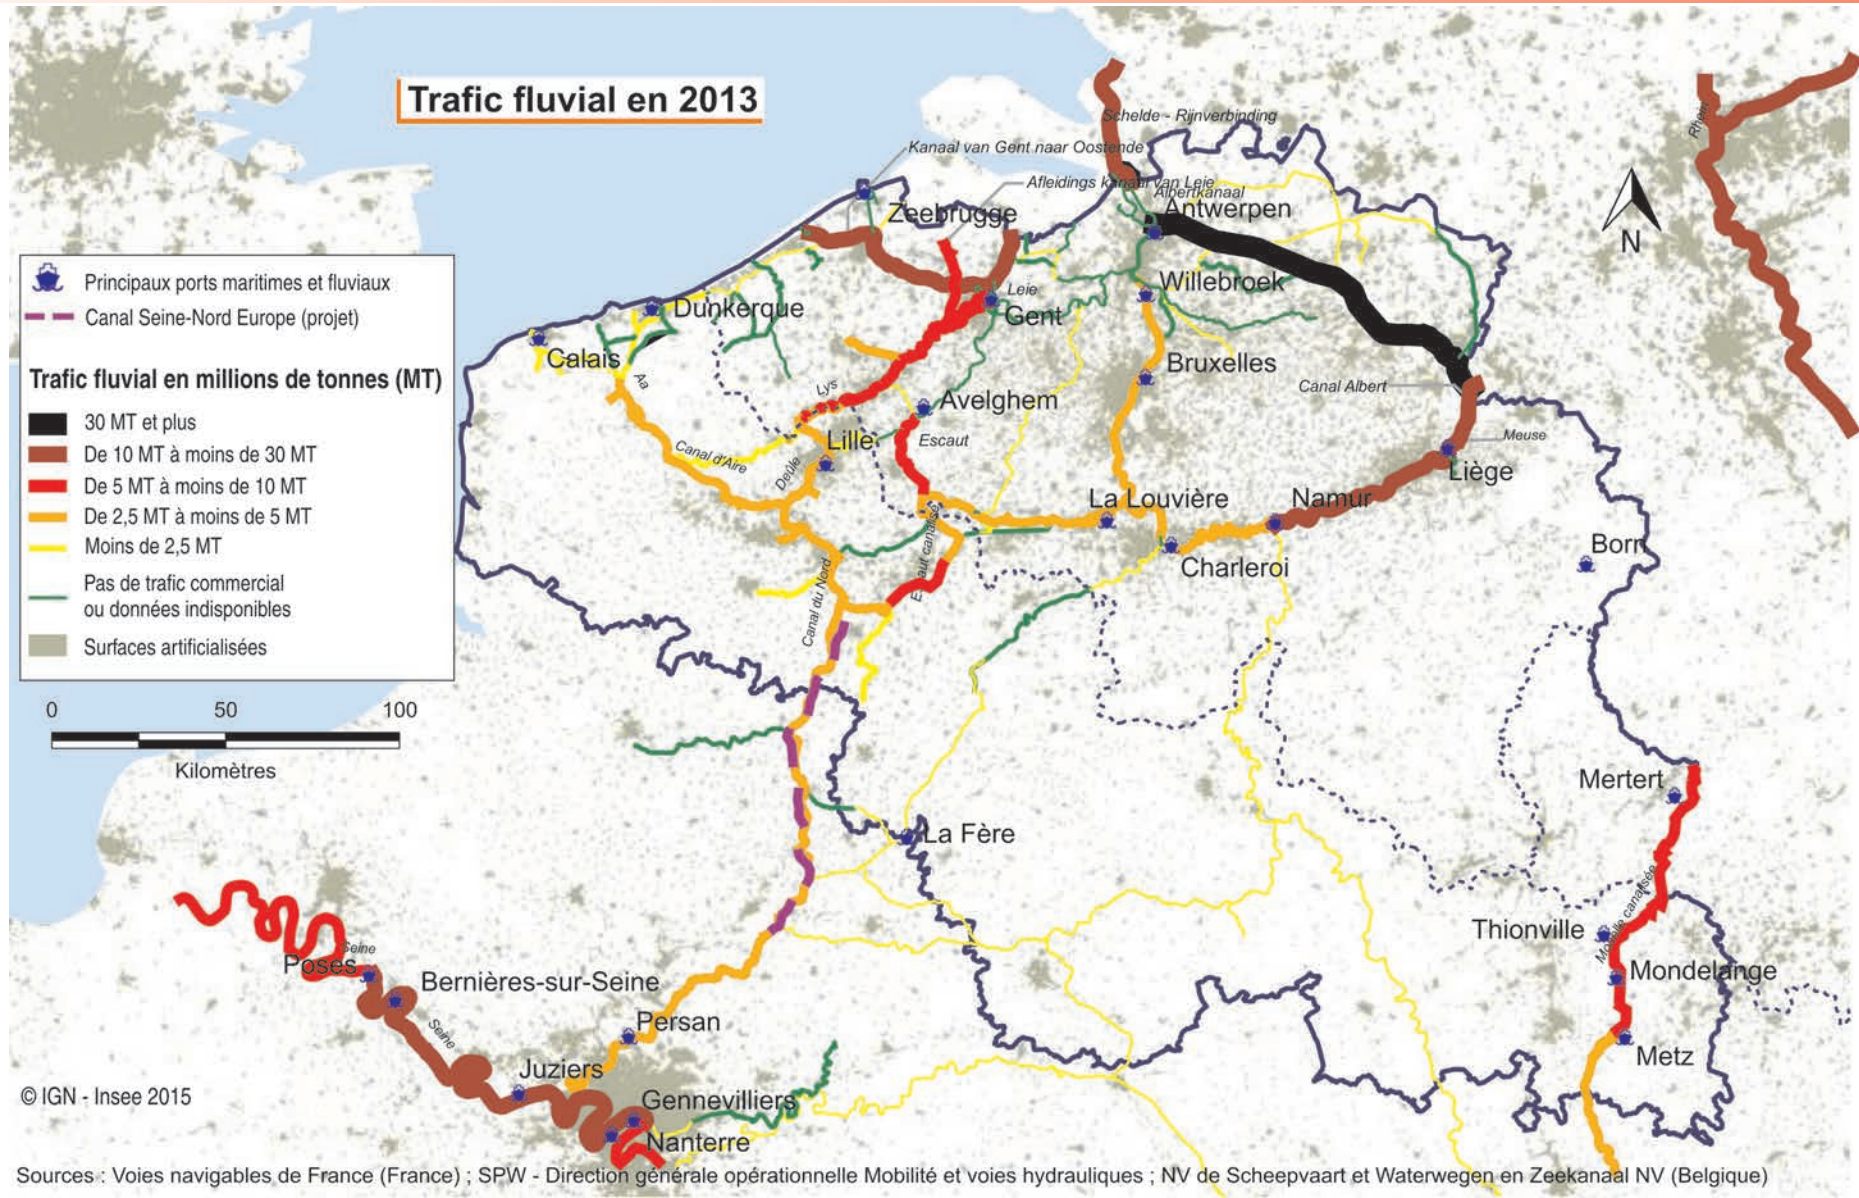 Trafic fluvial en 2013
Schelde - Rijnverbinding
Rhein
Kanaal van Gent naar Oostende
Afleidings kanaal van Leie
Albertkanaal
Zeebrugge
Antwerpen
N
Principaux ports maritimes et fluviaux
Canal Seine-Nord Europe (projet)
Trafic fluvial en millions de tonnes (MT)
30 MT et plus
De 10 MT à moins de 30 MT
De 5 MT à moins de 10 MT
De 2,5 MT à moins de 5 MT
Moins de 2,5 MT
Pas de trafic commercial
ou données indisponibles
Surfaces artificialisées
0 50 100
Kilomètres
Willebroek
Leie
Dunkerque
Gent
Calais
Aa
Bruxelles
Lys
Canal Albert
Avelghem
Lille
Escaut
Meuse
Canal d'Aire
Deûle
Liège
La Louvière
Namur
Escaut canalisé
Born
Charleroi
Canal du Nord
Mertert
La Fère
Moselle canalisée
Thionville
Seine
Poses
Mondelange
Bernières-sur-Seine
Persan
Seine
Metz
Juziers
© IGN - Insee 2015
Gennevilliers
Nanterre
Sources : Voies navigables de France (France) ; SPW - Direction générale opérationnelle Mobilité et voies hydrauliques ; NV de Scheepvaart et Waterwegen en Zeekanaal NV (Belgique)